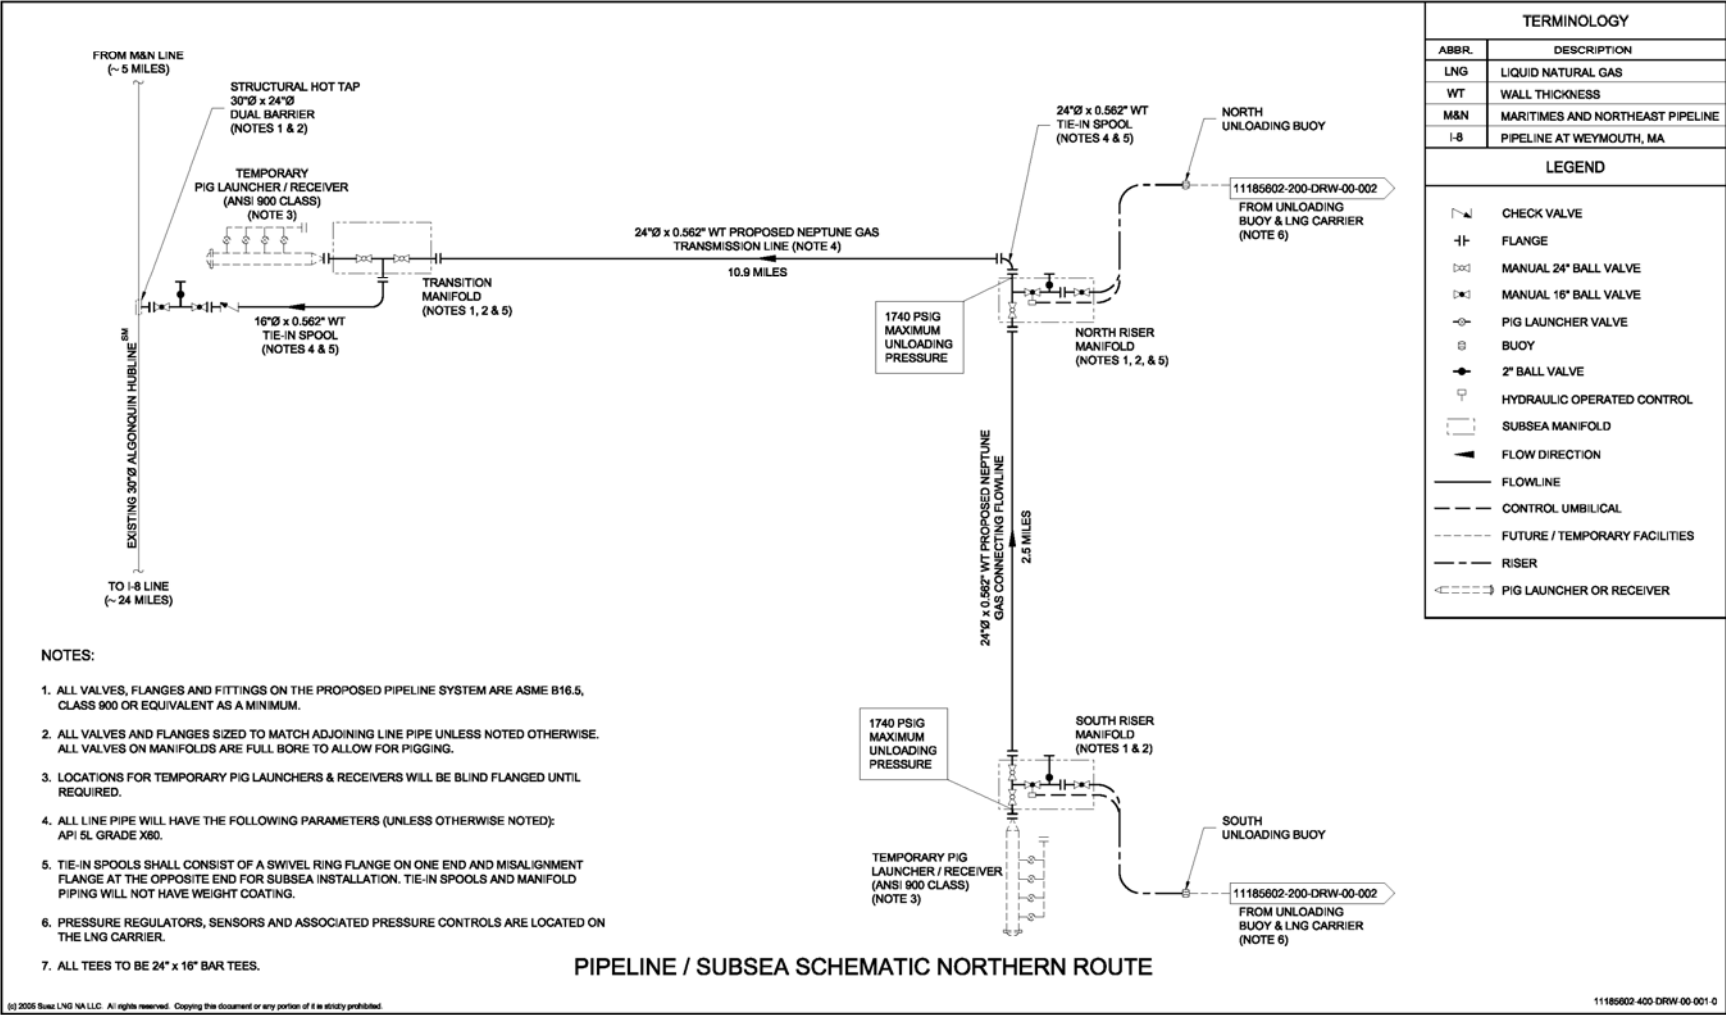 FROM M&N LINE
(~ 5 MILES)
STRUCTURAL HOT TAP
30"Ø x 24"Ø
DUAL BARRIER
(NOTES 1 & 2)
TEMPORARY
PIG LAUNCHER / RECEIVER
(ANSI 900 CLASS)
(NOTE 3)
TRANSITION
MANIFOLD
(NOTES 1, 2 & 5)
16"Ø x 0.562" WT
TIE-IN SPOOL
(NOTES 4 & 5)
EXISTING 30"Ø ALGONQUIN HUBLINE SM
TO I-8 LINE
(~ 24 MILES)
24"Ø x 0.562" WT PROPOSED NEPTUNE GAS
TRANSMISSION LINE (NOTE 4)
10.9 MILES
24"Ø x 0.562" WT
TIE-IN SPOOL
(NOTES 4 & 5)
NORTH
UNLOADING BUOY
11185602-200-DRW-00-002
FROM UNLOADING
BUOY & LNG CARRIER
(NOTE 6)
1740 PSIG
MAXIMUM
UNLOADING
PRESSURE
NORTH RISER
MANIFOLD
(NOTES 1, 2, & 5)
24"Ø x 0.562" WT PROPOSED NEPTUNE
GAS CONNECTING FLOWLINE
2.5 MILES
1740 PSIG
MAXIMUM
UNLOADING
PRESSURE
SOUTH RISER
MANIFOLD
(NOTES 1 & 2)
SOUTH
UNLOADING BUOY
TEMPORARY PIG
LAUNCHER / RECEIVER
(ANSI 900 CLASS)
(NOTE 3)
11185602-200-DRW-00-002
FROM UNLOADING
BUOY & LNG CARRIER
(NOTE 6)
TERMINOLOGY
ABBR. DESCRIPTION
LNG LIQUID NATURAL GAS
WT WALL THICKNESS
M&N MARITIMES AND NORTHEAST PIPELINE
I-8 PIPELINE AT WEYMOUTH, MA
LEGEND
CHECK VALVE
FLANGE
MANUAL 24" BALL VALVE
MANUAL 16" BALL VALVE
PIG LAUNCHER VALVE
BUOY
2" BALL VALVE
HYDRAULIC OPERATED CONTROL
SUBSEA MANIFOLD
FLOW DIRECTION
FLOWLINE
CONTROL UMBILICAL
FUTURE / TEMPORARY FACILITIES
RISER
PIG LAUNCHER OR RECEIVER
NOTES:
1. ALL VALVES, FLANGES AND FITTINGS ON THE PROPOSED PIPELINE SYSTEM ARE ASME B16.5,
CLASS 900 OR EQUIVALENT AS A MINIMUM.
2. ALL VALVES AND FLANGES SIZED TO MATCH ADJOINING LINE PIPE UNLESS NOTED OTHERWISE.
ALL VALVES ON MANIFOLDS ARE FULL BORE TO ALLOW FOR PIGGING.
3. LOCATIONS FOR TEMPORARY PIG LAUNCHERS & RECEIVERS WILL BE BLIND FLANGED UNTIL
REQUIRED.
4. ALL LINE PIPE WILL HAVE THE FOLLOWING PARAMETERS (UNLESS OTHERWISE NOTED):
API 5L GRADE X60.
5. TIE-IN SPOOLS SHALL CONSIST OF A SWIVEL RING FLANGE ON ONE END AND MISALIGNMENT
FLANGE AT THE OPPOSITE END FOR SUBSEA INSTALLATION. TIE-IN SPOOLS AND MANIFOLD
PIPING WILL NOT HAVE WEIGHT COATING.
6. PRESSURE REGULATORS, SENSORS AND ASSOCIATED PRESSURE CONTROLS ARE LOCATED ON
THE LNG CARRIER.
7. ALL TEES TO BE 24" x 16" BAR TEES.
PIPELINE / SUBSEA SCHEMATIC NORTHERN ROUTE
(c) 2005 Suez LNG NA LLC. All rights reserved. Copying this document or any portion of it is strictly prohibited.
11185602-400-DRW-00-001-0